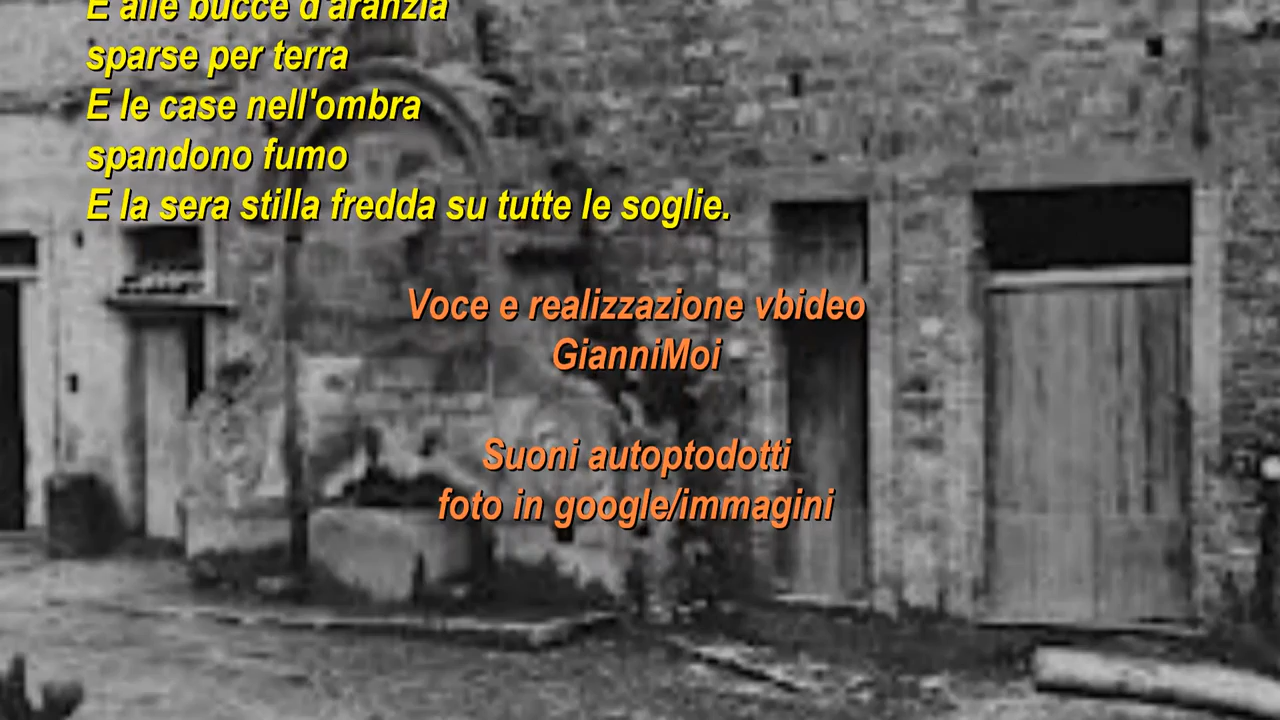 E alle bucce d'aranzia
sparse per terra
E le case nell'ombra
spandono fumo
E la sera stilla fredda su tutte le soglie.
Voce e realizzazione vbideo
GianniMoi
Suoni autoptodotti
foto in google/immagini